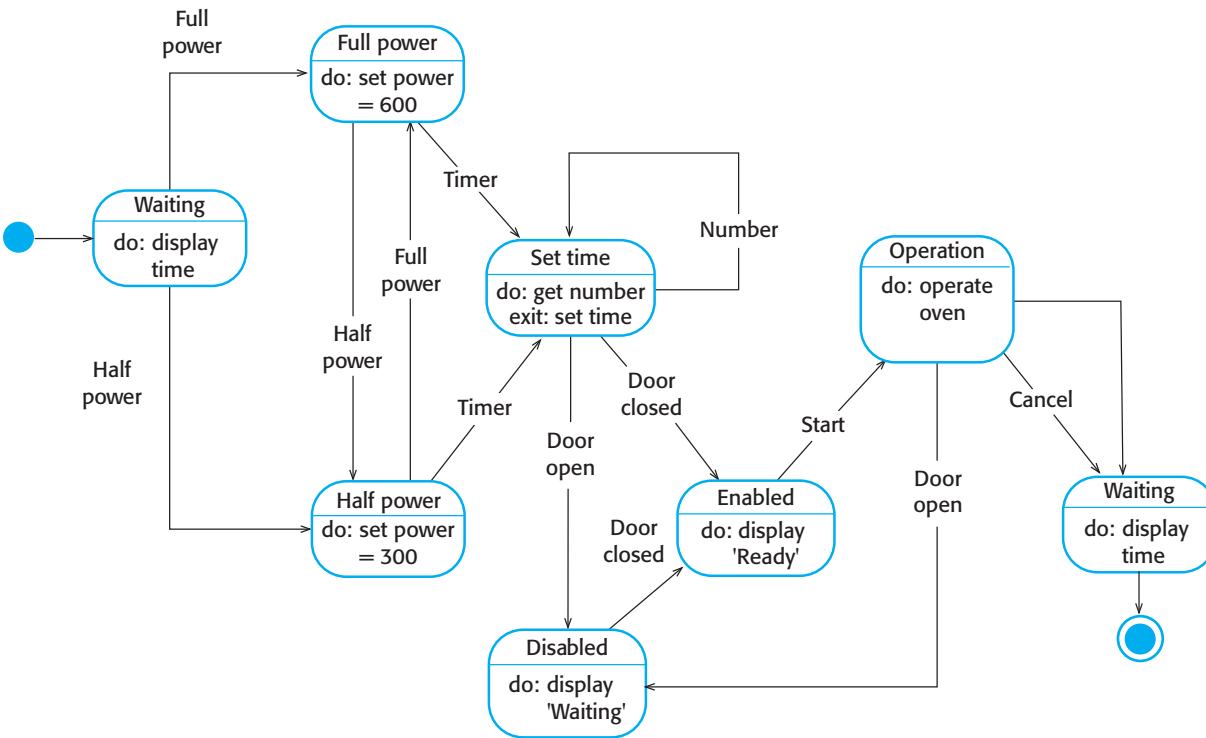 Full
power
Full power
do: set power
= 600
Timer
Waiting
do: display
time
Full
power
Number
Set time
do: get number
exit: set time
Operation
do: operate
oven
Half
power
Half
power
Timer
Door
closed
Door
open
Start
Cancel
Half power
do: set power
= 300
Door
closed
Enabled
do: display
'Ready'
Door
open
Waiting
do: display
time
Disabled
do: display
'Waiting'